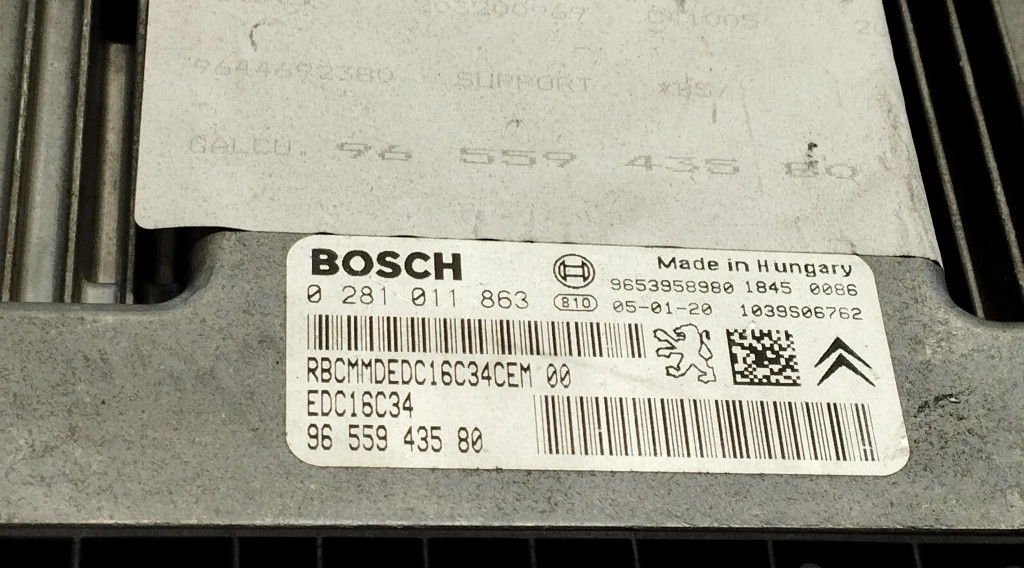 9644692380 SUPPORT
CALCU. 96 559 435 80
BOSCH
Made in Hungary
9653958980 1845 0086
0 281 011 863
810 05-01-20 1039S06762
RBCMMDEDC16C34CEM 00
EDC16C34
96 559 435 80